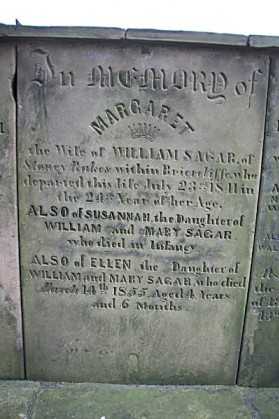 In MEMORY of
MARGARET
the Wife of WILLIAM SAGAR, of
Stoney Rakes within Briercliffe, who
departed this life July 23rd 1841 in
the 24th Year of her Age.
ALSO of SUSANNAH, the Daughter of
WILLIAM and MARY SAGAR,
who died in Infancy
ALSO of ELLEN, the Daughter of
WILLIAM and MARY SAGAR, who died
March 14th 1855, Aged 4 Years
and 6 Months